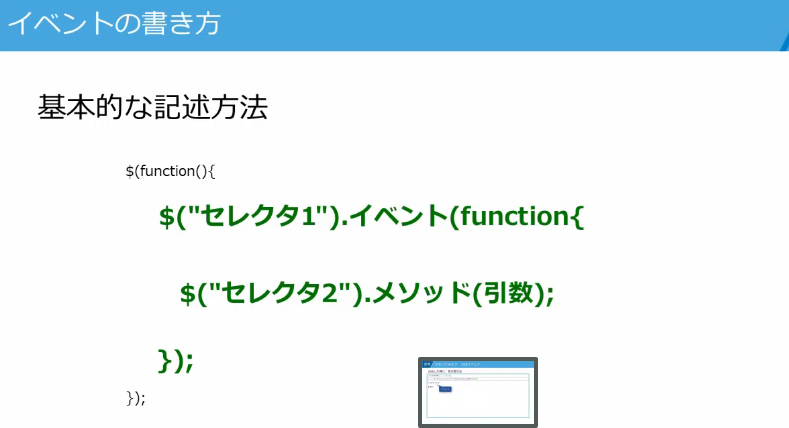 イベントの書き方
基本的な記述方法
$(function(){
$("セレクタ1").イベント(function{
$("セレクタ2").メソッド(引数);
});
});